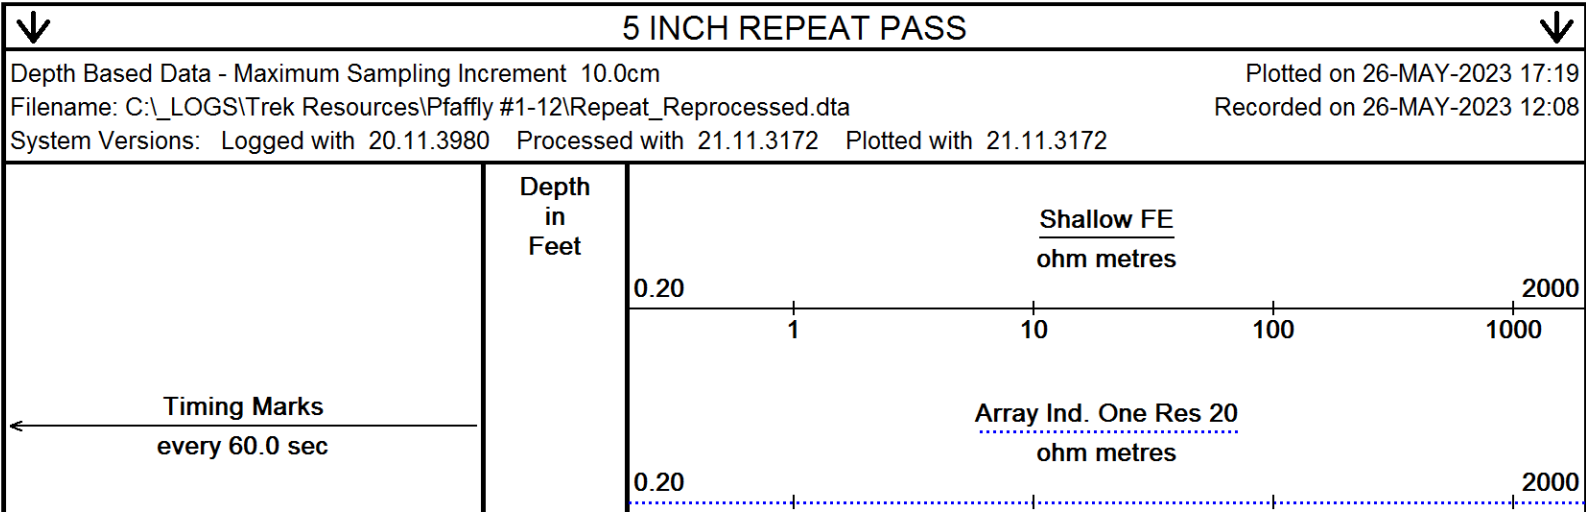 5 INCH REPEAT PASS
Depth Based Data - Maximum Sampling Increment 10.0cm
Plotted on 26-MAY-2023 17:19
Filename: C:\_LOGS\Trek Resources\Pfaffly #1-12\Repeat_Reprocessed.dta
Recorded on 26-MAY-2023 12:08
System Versions: Logged with 20.11.3980 Processed with 21.11.3172 Plotted with 21.11.3172
Depth
in
Feet
Shallow FE
ohm metres
0.20 2000
1 10 100 1000
Timing Marks
every 60.0 sec
Array Ind. One Res 20
ohm metres
0.20 2000